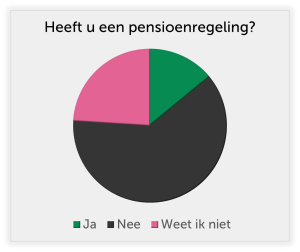 Heeft u een pensioenregeling?
Ja Nee Weet ik niet